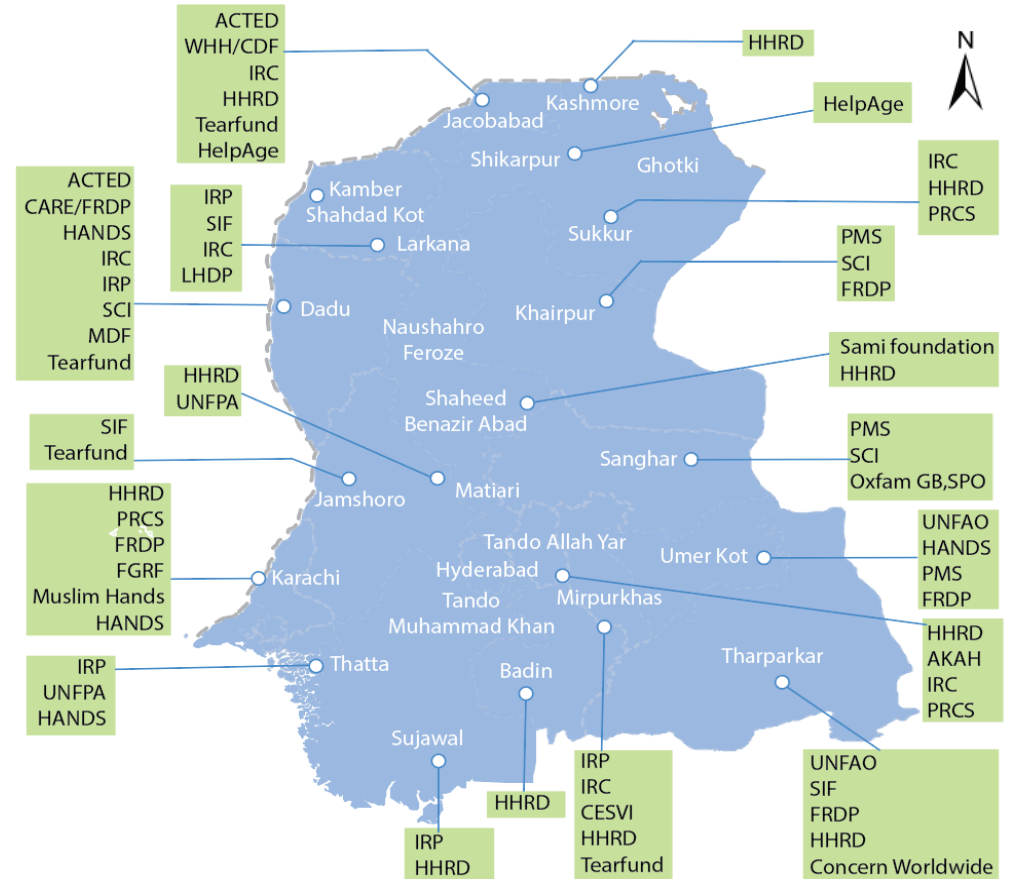 ACTED
WHH/CDF
IRC
HHRD
Tearfund
HelpAge
HHRD
N
HelpAge
Kashmore
Jacobabad
Shikarpur
Ghotki
IRC
HHRD
PRCS
ACTED
CARE/FRDP
HANDS
IRC
IRP
SCI
MDF
Tearfund
IRP
SIF
IRC
LHDP
Kamber
Shahdad Kot
Larkana
Sukkur
PMS
SCI
FRDP
Dadu
Khairpur
Naushahro
Feroze
Sami foundation
HHRD
HHRD
UNFPA
Shaheed
Benazir Abad
SIF
Tearfund
Sanghar
PMS
SCI
Oxfam GB,SPO
Jamshoro
Matiari
HHRD
PRCS
FRDP
FGRF
Muslim Hands
HANDS
Karachi
Tando Allah Yar
Hyderabad
Mirpurkhas
Umer Kot
UNFAO
HANDS
PMS
FRDP
Tando
Muhammad Khan
HHRD
AKAH
IRC
PRCS
IRP
UNFPA
HANDS
Thatta
Badin
Tharparkar
Sujawal
IRP
HHRD
HHRD
IRP
IRC
CESVI
HHRD
Tearfund
UNFAO
SIF
FRDP
HHRD
Concern Worldwide